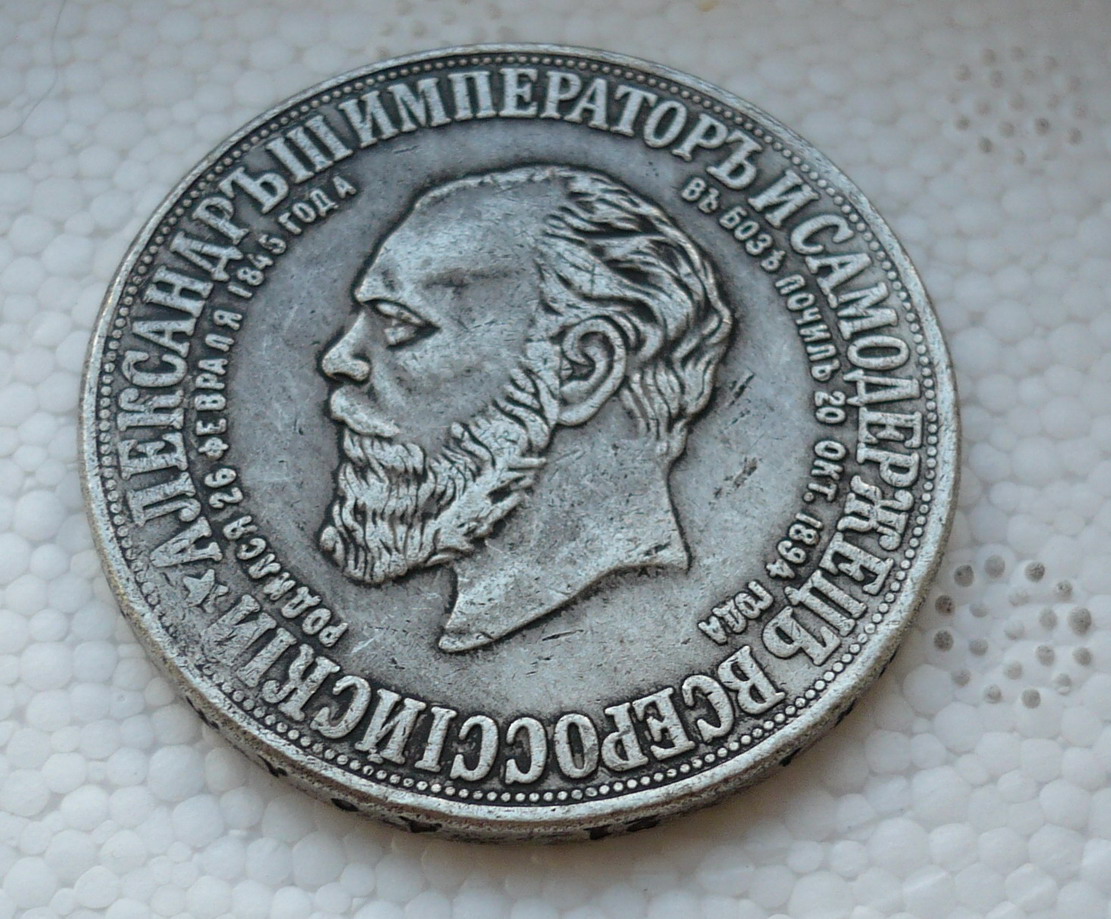 АЛЕКСАНДРЪ III ИМПЕРАТОРЪ И САМОДЕРЖЕЦЪ ВСЕРОССІЙСКІЙ
РОДИЛСЯ 26 ФЕВРАЛЯ 1845 ГОДА
ВЪ БОЗѢ ПОЧИЛЪ 20 ОКТ. 1894 ГОДА